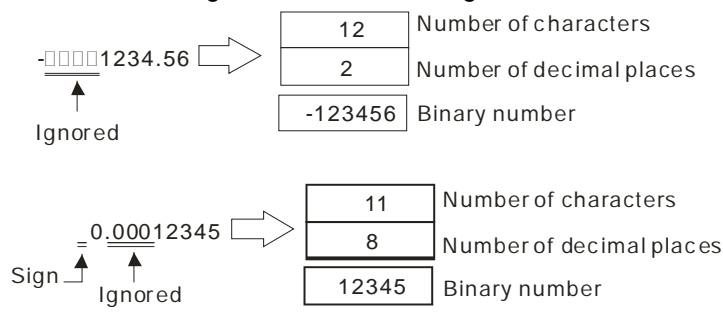 12 Number of characters
-□□□□1234.56
2 Number of decimal places
-123456 Binary number
Ignored
11 Number of characters
0.00012345
8 Number of decimal places
Sign
Ignored
12345 Binary number